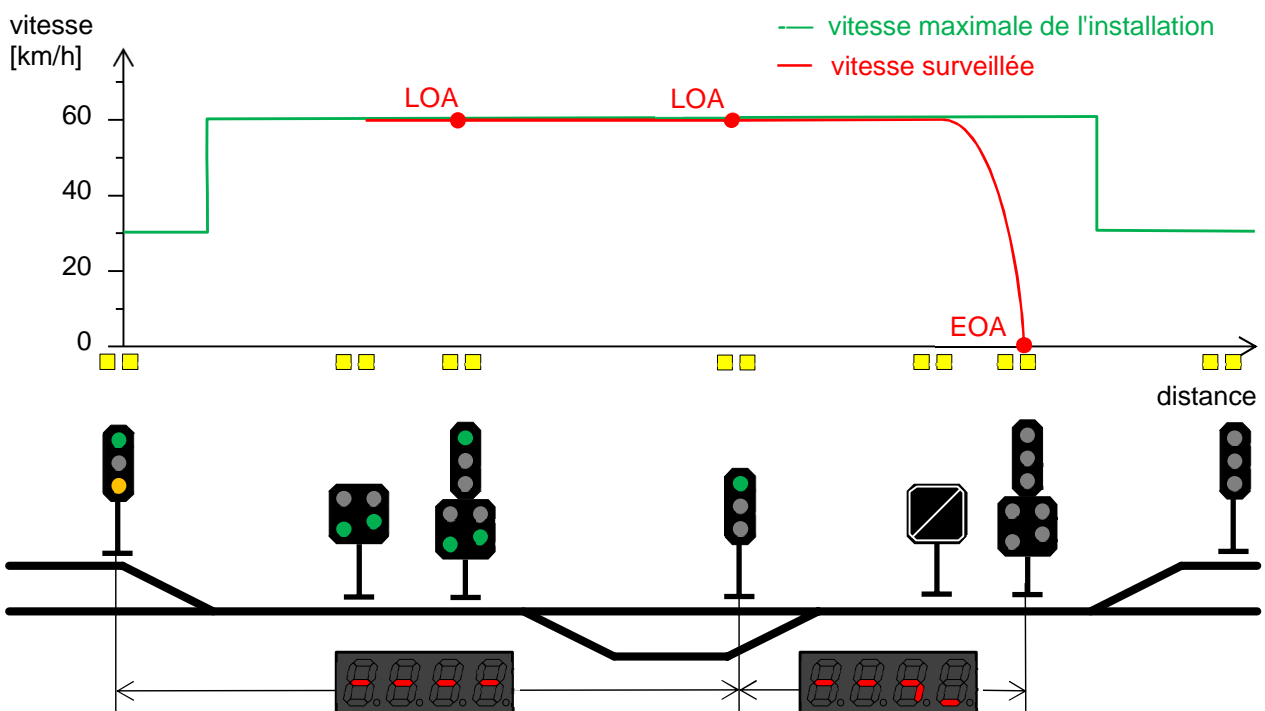 vitesse
[km/h]
vitesse maximale de l'installation
vitesse surveillée
LOA
LOA
60
40
20
0
EOA
distance